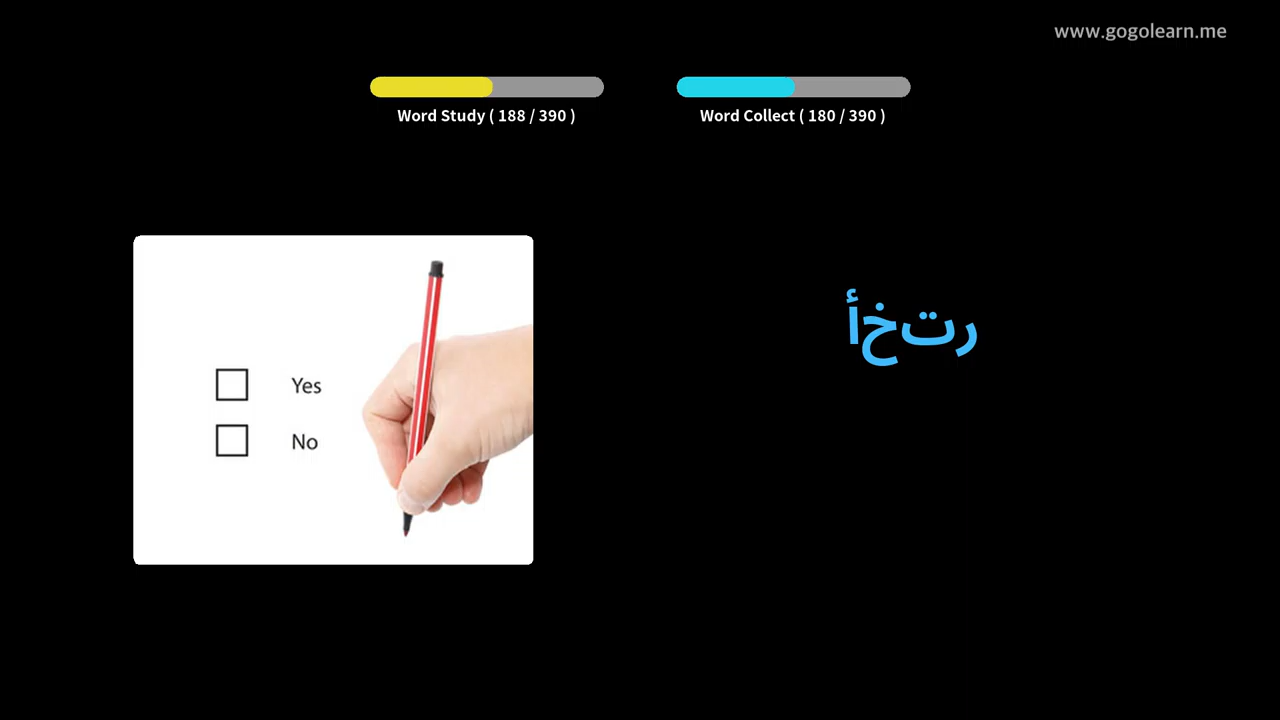 www.gogolearn.me
Word Study ( 188 / 390 )
Word Collect ( 180 / 390 )
رتخأ
Yes
No